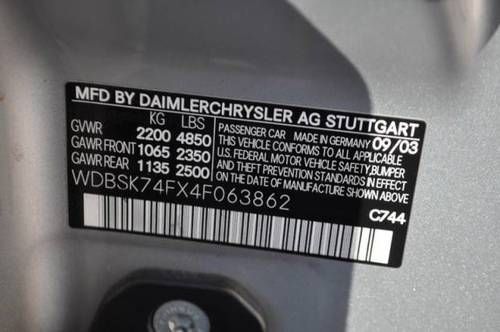 MFD BY DAIMLERCHRYSLER AG STUTTGART
KG LBS
GVWR 2200 4850
GAWR FRONT 1065 2350
GAWR REAR 1135 2500
PASSENGER CAR MADE IN GERMANY 09/03
THIS VEHICLE CONFORMS TO ALL APPLICABLE
U.S. FEDERAL MOTOR VEHICLE SAFETY, BUMPER
AND THEFT PREVENTION STANDARDS IN EFFECT
ON THE DATE OF MANUFACTURE SHOWN ABOVE
WDBSK74FX4F063862
C744